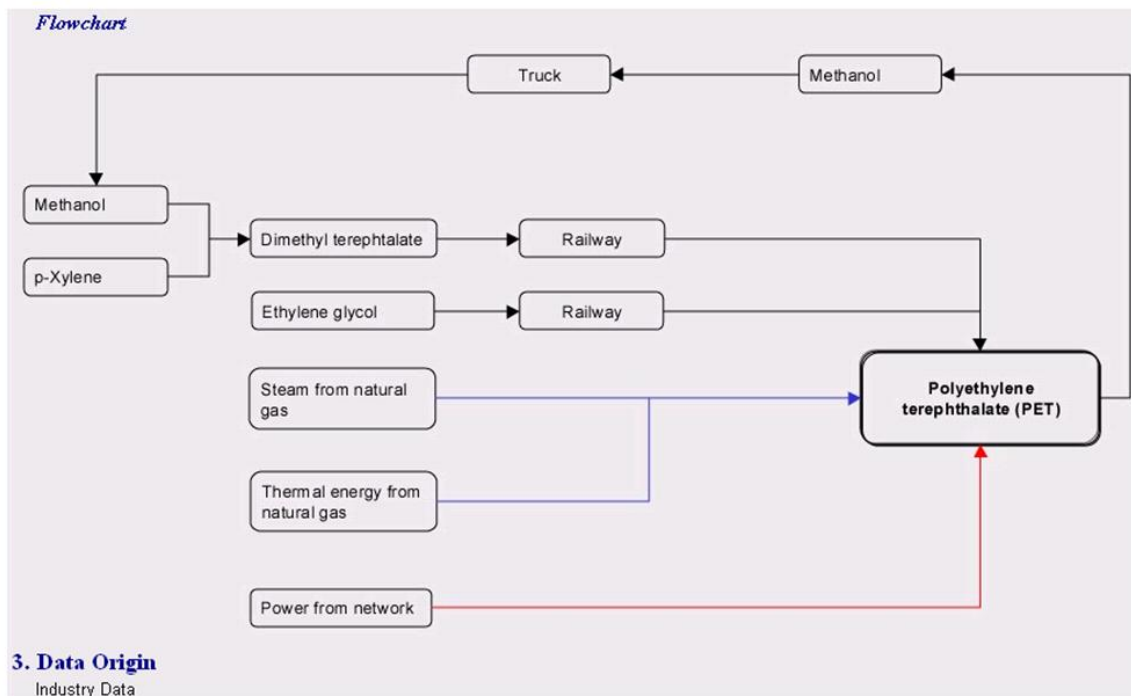 Flowchart
Truck
Methanol
Methanol
Dimethyl terephtalate
Railway
p-Xylene
Ethylene glycol
Railway
Steam from natural
gas
Polyethylene
terephthalate (PET)
Thermal energy from
natural gas
Power from network
3. Data Origin
Industry Data